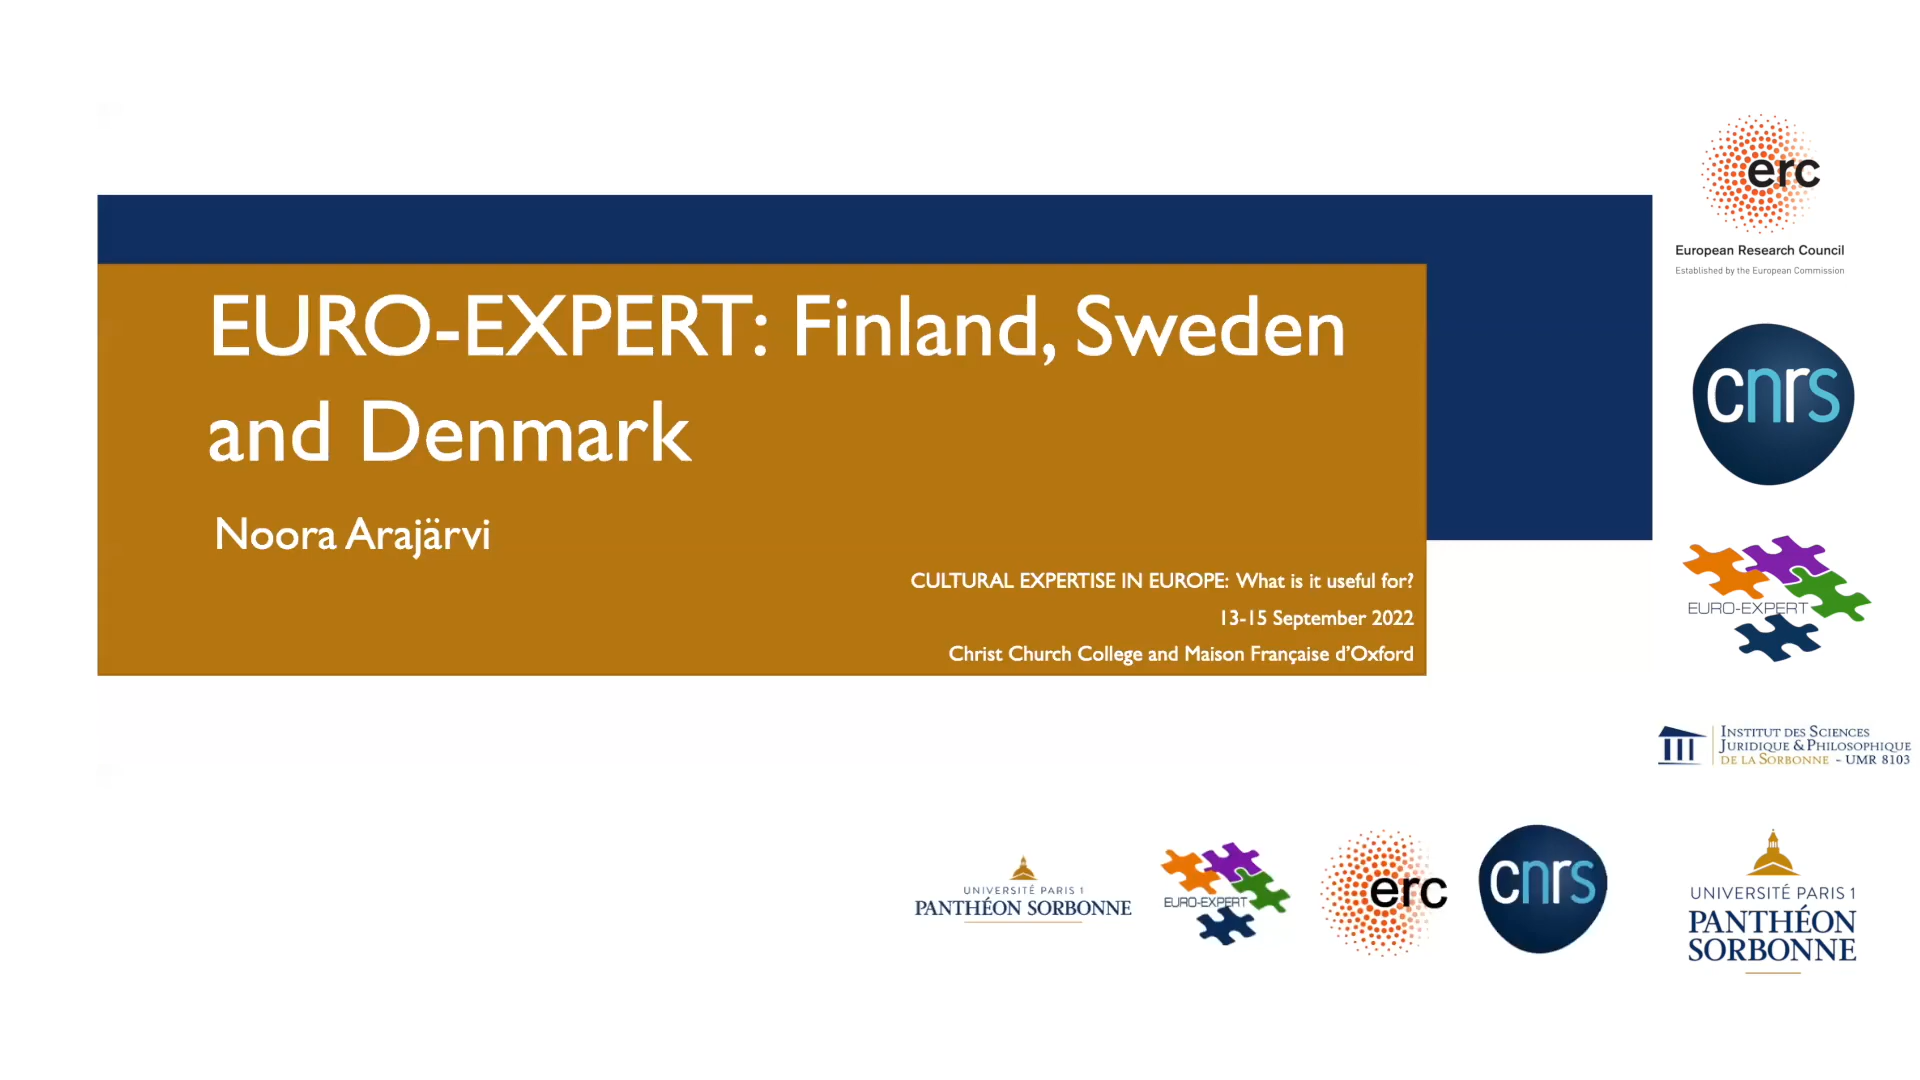 EURO-EXPERT: Finland, Sweden
and Denmark
Noora Arajärvi
CULTURAL EXPERTISE IN EUROPE: What is it useful for?
13-15 September 2022
Christ Church College and Maison Française d’Oxford
erc
European Research Council
Established by the European Commission
cnrs
EURO-EXPERT
INSTITUT DES SCIENCES
JURIDIQUE & PHILOSOPHIQUE
DE LA SORBONNE - UMR 8103
UNIVERSITÉ PARIS 1
PANTHÉON SORBONNE
EURO-EXPERT
erc
cnrs
UNIVERSITÉ PARIS 1
PANTHÉON
SORBONNE